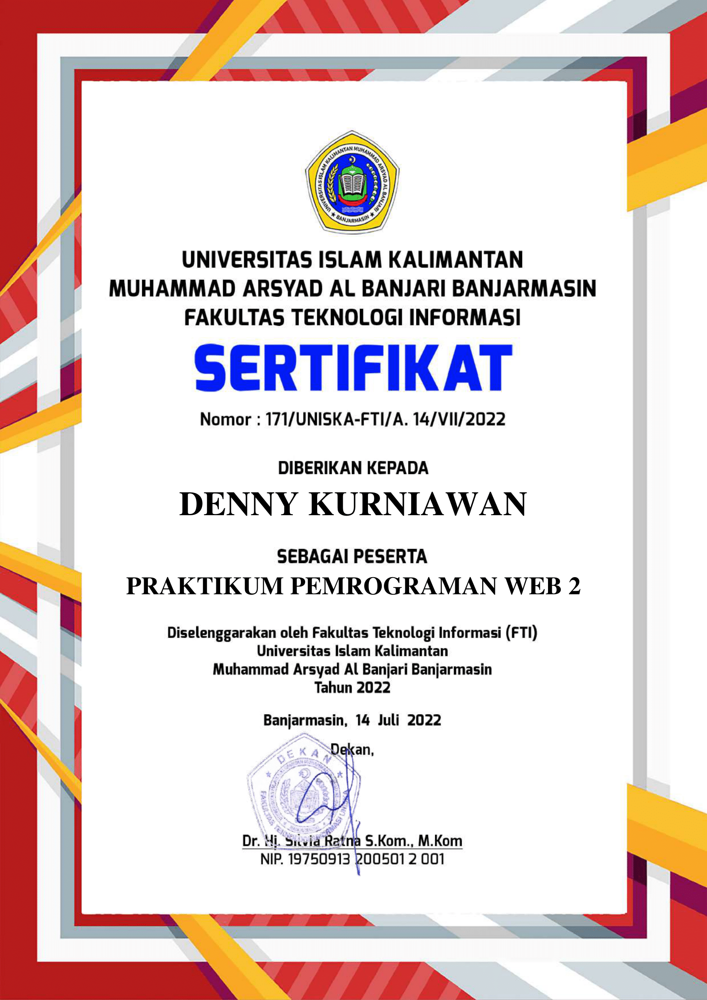 UNIVERSITAS ISLAM KALIMANTAN MUHAMMAD ARSYAD AL BANJARI
★ BANJARMASIN ★
UNIVERSITAS ISLAM KALIMANTAN
MUHAMMAD ARSYAD AL BANJARI BANJARMASIN
FAKULTAS TEKNOLOGI INFORMASI
SERTIFIKAT
Nomor : 171/UNISKA-FTI/A. 14/VII/2022
DIBERIKAN KEPADA
DENNY KURNIAWAN
SEBAGAI PESERTA
PRAKTIKUM PEMROGRAMAN WEB 2
Diselenggarakan oleh Fakultas Teknologi Informasi (FTI)
Universitas Islam Kalimantan
Muhammad Arsyad Al Banjari Banjarmasin
Tahun 2022
Banjarmasin, 14 Juli 2022
Dekan,
DEKAN
FAKULTAS TEKNOLOGI INFORMASI UNISKA
Dr. Hj. Silvia Ratna S.Kom., M.Kom
NIP. 19750913 200501 2 001